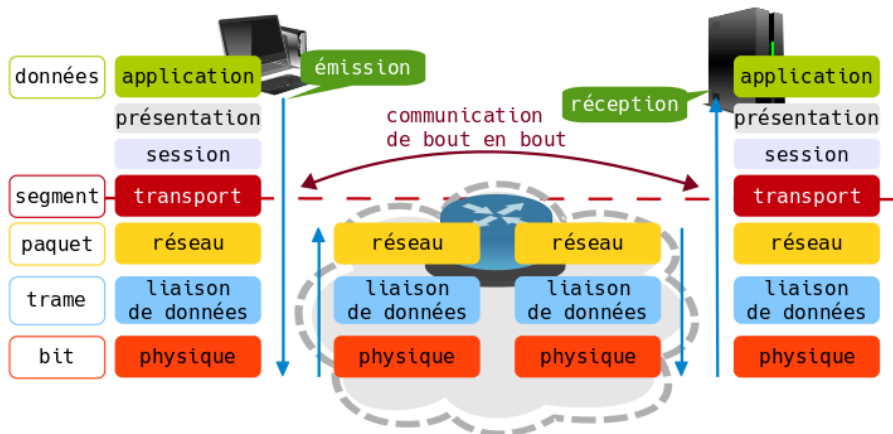 données
application
émission
application
réception
présentation
communication
de bout en bout
présentation
session
session
segment
transport
transport
paquet
réseau
réseau
réseau
réseau
trame
liaison
de données
liaison
de données
liaison
de données
liaison
de données
bit
physique
physique
physique
physique